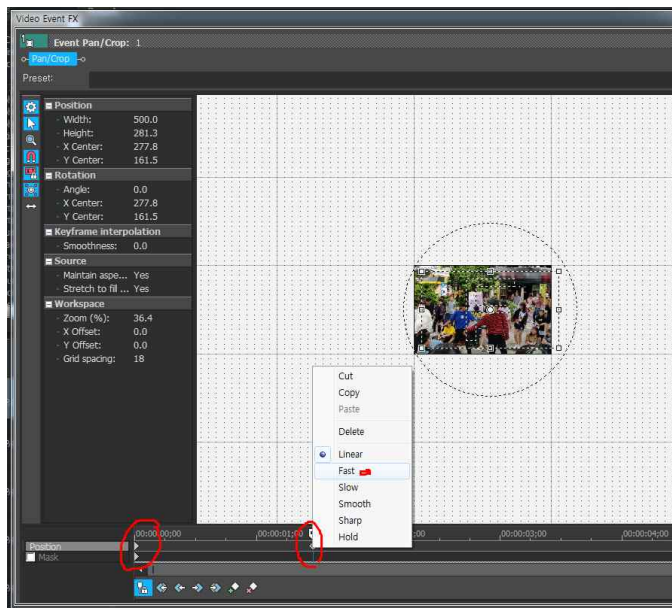 Video Event FX
Event Pan/Crop: 1
Pan/Crop
Preset:
Position
Width: 500.0
Height: 281.3
X Center: 277.8
Y Center: 161.5
Rotation
Angle: 0.0
X Center: 277.8
Y Center: 161.5
Keyframe interpolation
Smoothness: 0.0
Source
Maintain aspe... Yes
Stretch to fill ... Yes
Workspace
Zoom (%): 36.4
X Offset: 0.0
Y Offset: 0.0
Grid spacing: 18
Cut
Copy
Paste
Delete
Linear
Fast
Slow
Smooth
Sharp
Hold
00:00:00;00 00:00:01;00 :00 00:00:03;00 00:00:04;00
Position
Mask